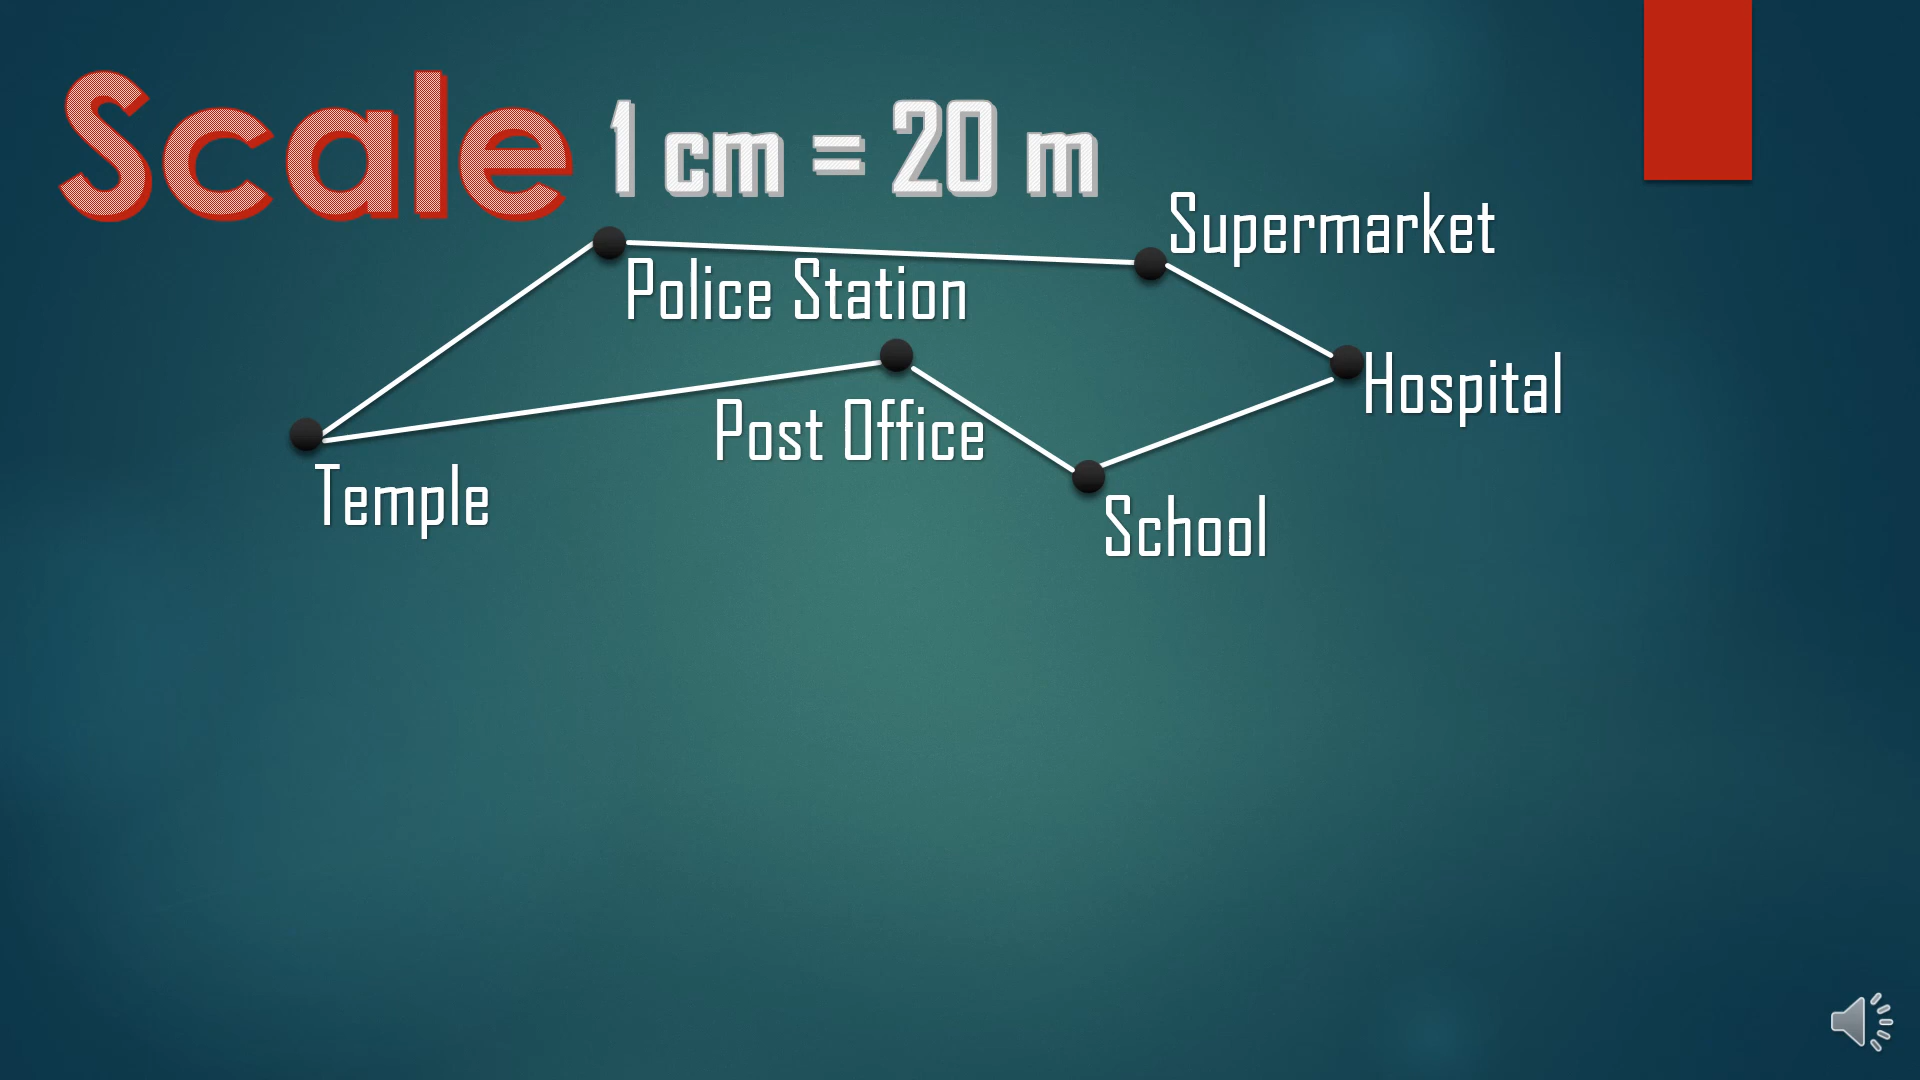 Scale 1 cm = 20 m
Supermarket
Police Station
Hospital
Post Office
Temple
School